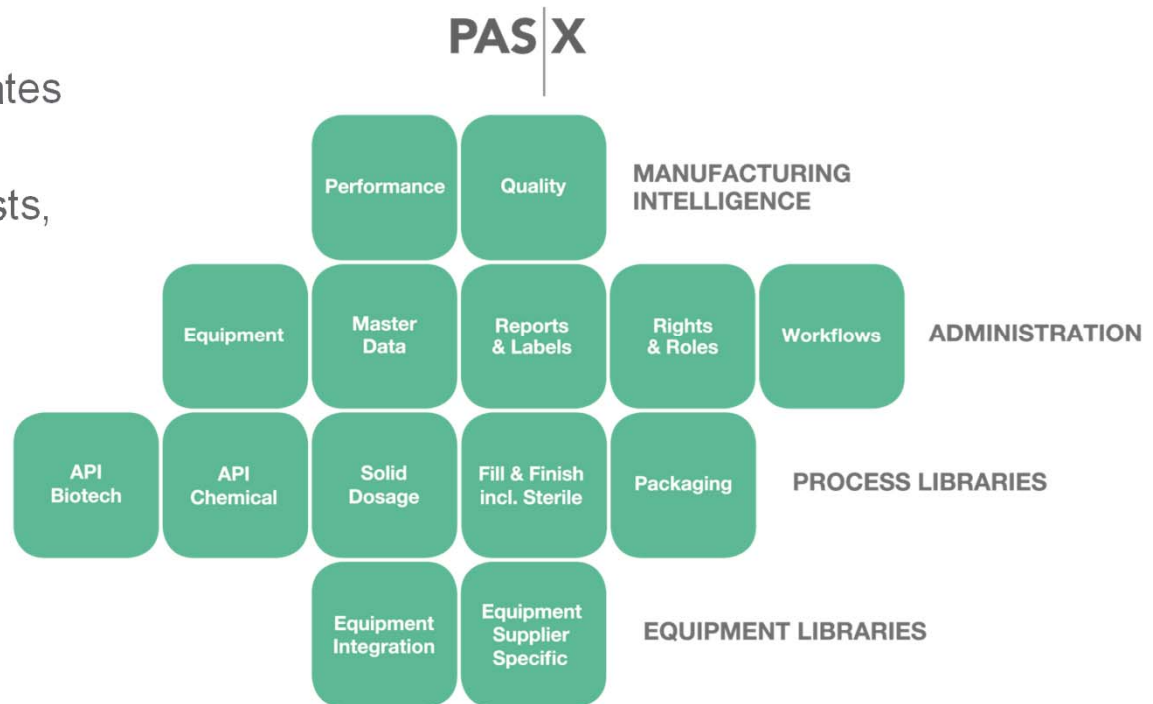 PAS|X
ates
sts,
Performance
Quality
MANUFACTURING
INTELLIGENCE
Equipment
Master
Data
Reports
& Labels
Rights
& Roles
Workflows
ADMINISTRATION
API
Biotech
API
Chemical
Solid
Dosage
Fill & Finish
incl. Sterile
Packaging
PROCESS LIBRARIES
Equipment
Integration
Equipment
Supplier
Specific
EQUIPMENT LIBRARIES